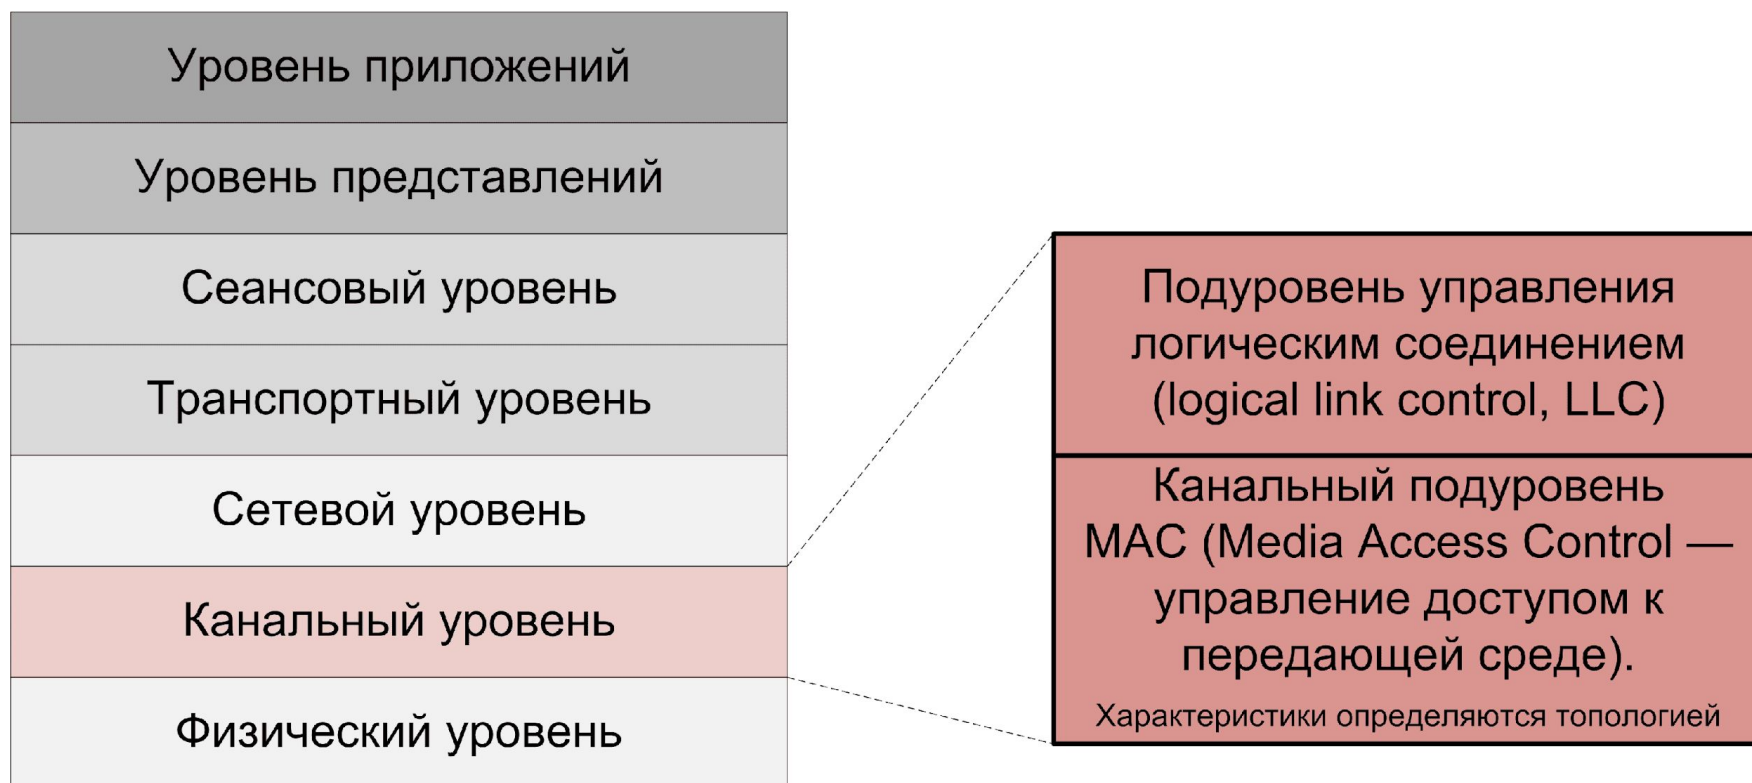 Уровень приложений
Уровень представлений
Сеансовый уровень
Транспортный уровень
Сетевой уровень
Канальный уровень
Физический уровень
Подуровень управления
логическим соединением
(logical link control, LLC)
Канальный подуровень
MAC (Media Access Control —
управление доступом к
передающей среде).
Характеристики определяются топологией